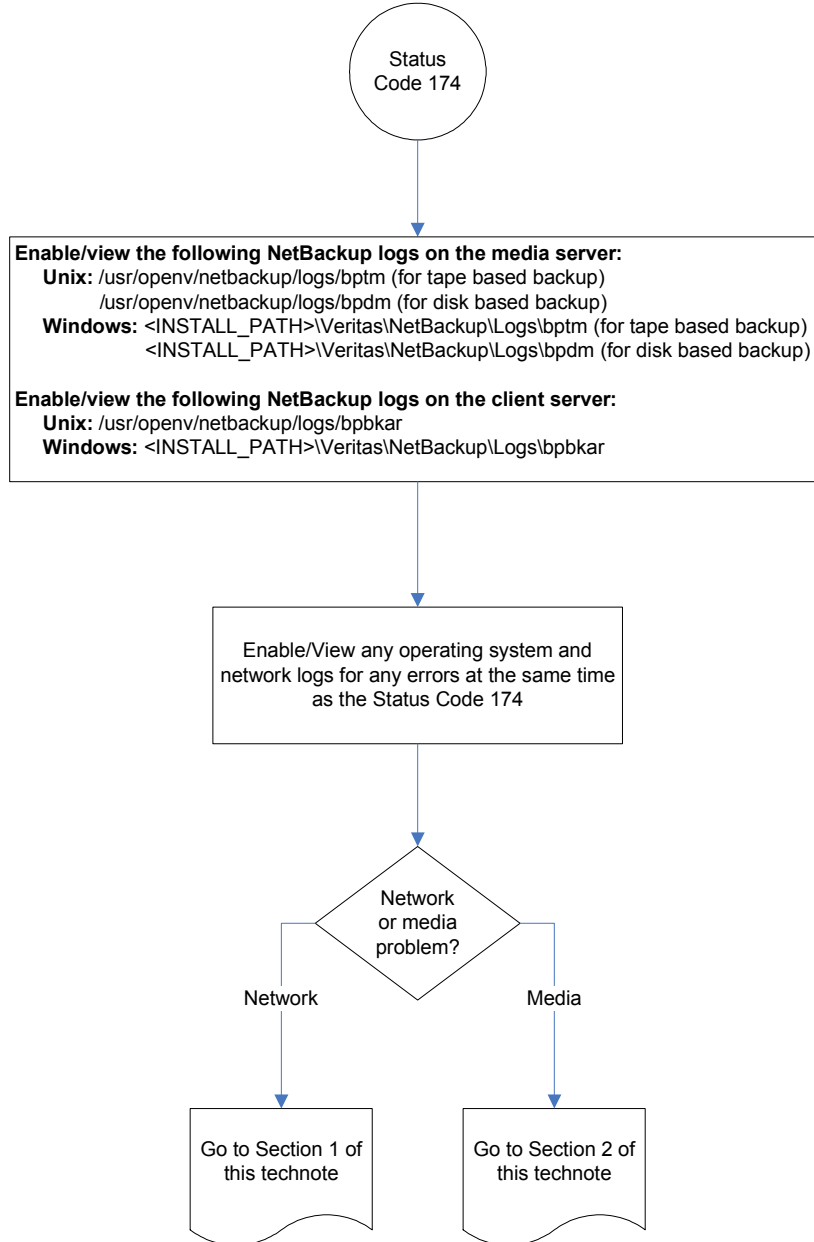 Status
Code 174
Enable/view the following NetBackup logs on the media server:
Unix: /usr/openv/netbackup/logs/bptm (for tape based backup)
/usr/openv/netbackup/logs/bpdm (for disk based backup)
Windows: <INSTALL_PATH>\Veritas\NetBackup\Logs\bptm (for tape based backup)
<INSTALL_PATH>\Veritas\NetBackup\Logs\bpdm (for disk based backup)
Enable/view the following NetBackup logs on the client server:
Unix: /usr/openv/netbackup/logs/bpbkar
Windows: <INSTALL_PATH>\Veritas\NetBackup\Logs\bpbkar
Enable/View any operating system and
network logs for any errors at the same time
as the Status Code 174
Network
or media
problem?
Network
Media
Go to Section 1 of
this technote
Go to Section 2 of
this technote